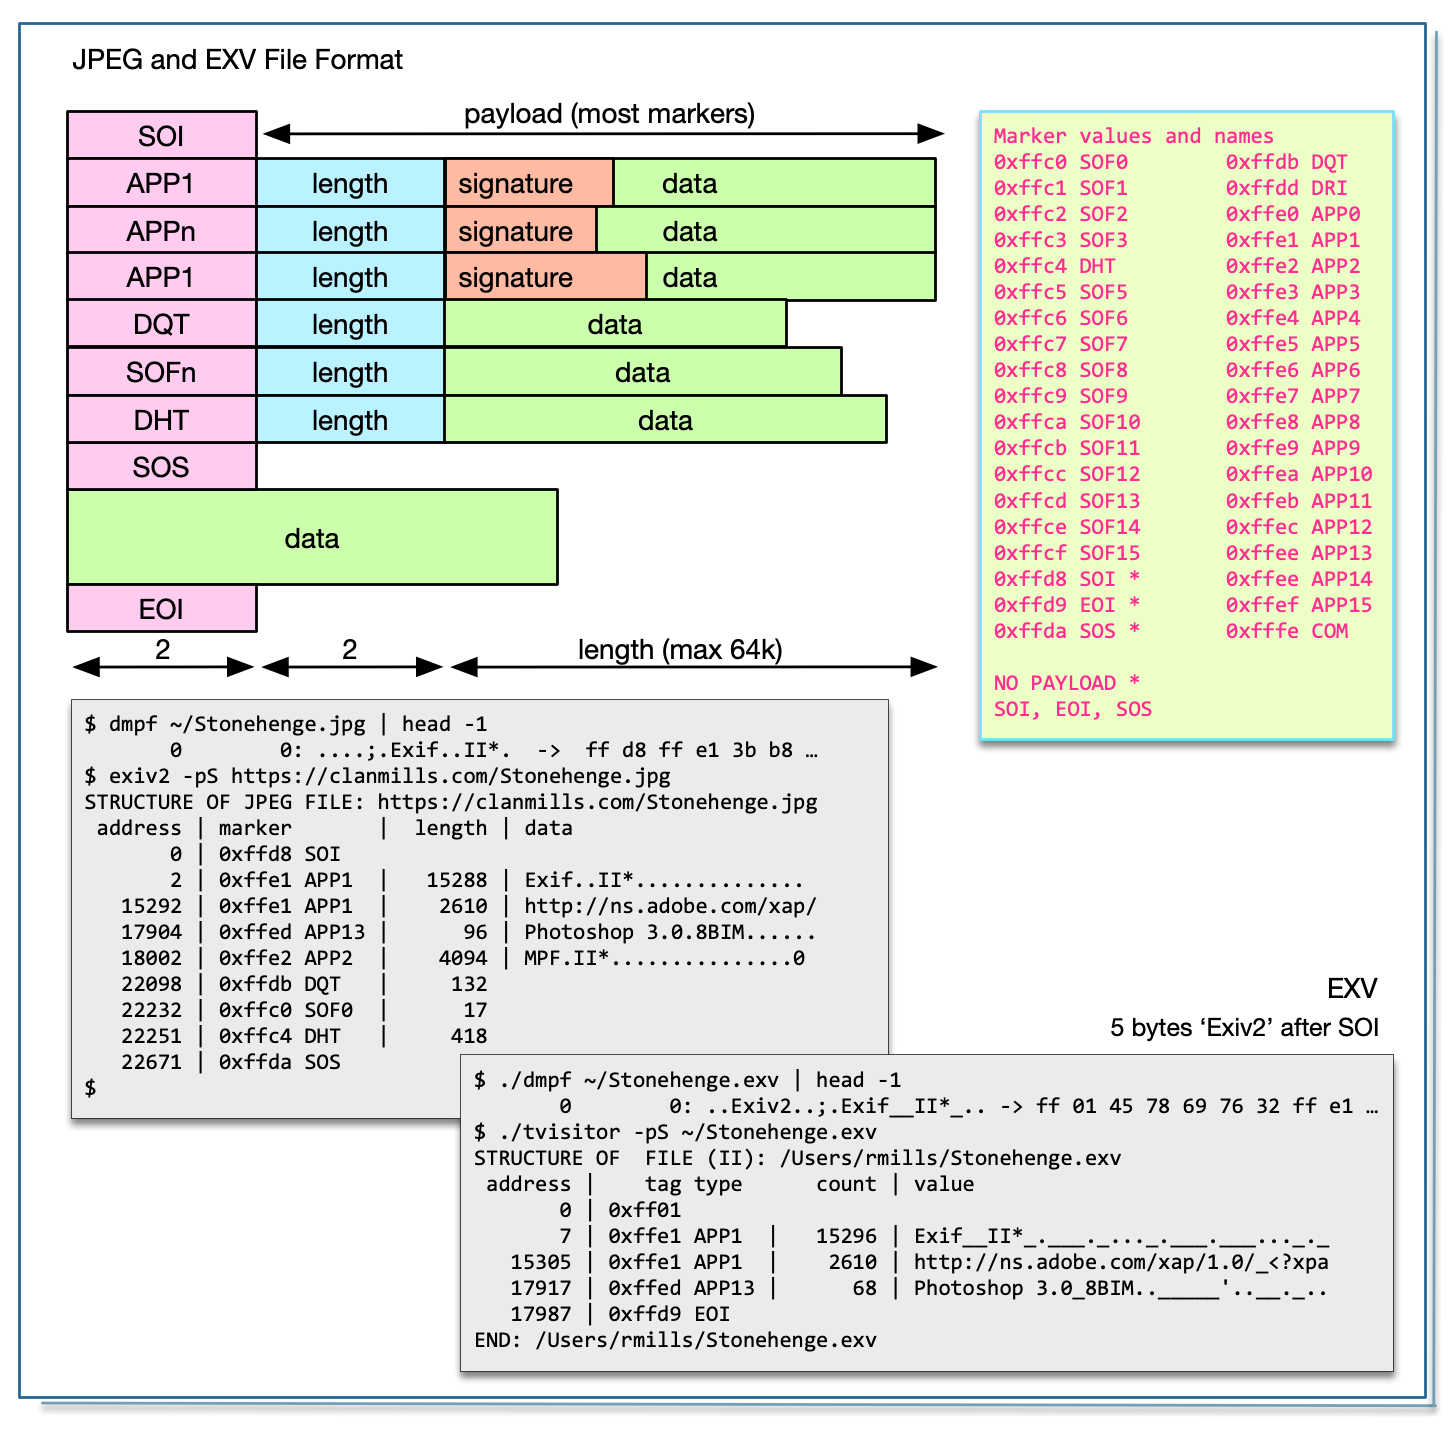 JPEG and EXV File Format
payload (most markers)
SOI
APP1 length signature data
APPn length signature data
APP1 length signature data
DQT length data
SOFn length data
DHT length data
SOS
data
EOI
2 2 length (max 64k)
Marker values and names
0xffc0 SOF0 0xffdb DQT
0xffc1 SOF1 0xffdd DRI
0xffc2 SOF2 0xffe0 APP0
0xffc3 SOF3 0xffe1 APP1
0xffc4 DHT 0xffe2 APP2
0xffc5 SOF5 0xffe3 APP3
0xffc6 SOF6 0xffe4 APP4
0xffc7 SOF7 0xffe5 APP5
0xffc8 SOF8 0xffe6 APP6
0xffc9 SOF9 0xffe7 APP7
0xffca SOF10 0xffe8 APP8
0xffcb SOF11 0xffe9 APP9
0xffcc SOF12 0xffea APP10
0xffcd SOF13 0xffeb APP11
0xffce SOF14 0xffec APP12
0xffcf SOF15 0xffee APP13
0xffd8 SOI * 0xffee APP14
0xffd9 EOI * 0xffef APP15
0xffda SOS * 0xfffe COM
NO PAYLOAD *
SOI, EOI, SOS
$ dmpf ~/Stonehenge.jpg | head -1
0 0: ....;.Exif..II*. -> ff d8 ff e1 3b b8 …
$ exiv2 -pS https://clanmills.com/Stonehenge.jpg
STRUCTURE OF JPEG FILE: https://clanmills.com/Stonehenge.jpg
address | marker | length | data
0 | 0xffd8 SOI
2 | 0xffe1 APP1 | 15288 | Exif..II*..............
15292 | 0xffe1 APP1 | 2610 | http://ns.adobe.com/xap/
17904 | 0xffed APP13 | 96 | Photoshop 3.0.8BIM......
18002 | 0xffe2 APP2 | 4094 | MPF.II*...............0
22098 | 0xffdb DQT | 132
22232 | 0xffc0 SOF0 | 17
22251 | 0xffc4 DHT | 418
22671 | 0xffda SOS
$
EXV
5 bytes ‘Exiv2’ after SOI
$ ./dmpf ~/Stonehenge.exv | head -1
0 0: ..Exiv2..;.Exif__II*_.. -> ff 01 45 78 69 76 32 ff e1 …
$ ./tvisitor -pS ~/Stonehenge.exv
STRUCTURE OF FILE (II): /Users/rmills/Stonehenge.exv
address | tag type count | value
0 | 0xff01
7 | 0xffe1 APP1 | 15296 | Exif__II*_.___._..._.___.___..._._
15305 | 0xffe1 APP1 | 2610 | http://ns.adobe.com/xap/1.0/_<?xpa
17917 | 0xffed APP13 | 68 | Photoshop 3.0_8BIM.._____'..__._..
17987 | 0xffd9 EOI
END: /Users/rmills/Stonehenge.exv